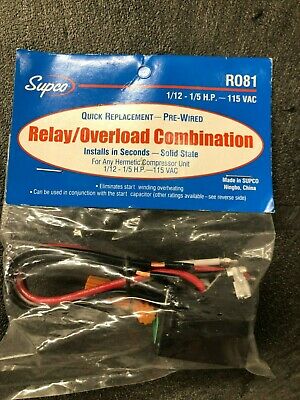 Supco
RO81
1/12 - 1/5 H.P. — 115 VAC
Quick Replacement — Pre-Wired
Relay/Overload Combination
Installs in Seconds — Solid State
For Any Hermetic Compressor Unit
1/12 - 1/5 H.P.—115 VAC
Made in SUPCO
Ningbo, China
• Eliminates start winding overheating
• Can be used in conjunction with the start capacitor (other ratings available - see reverse side)